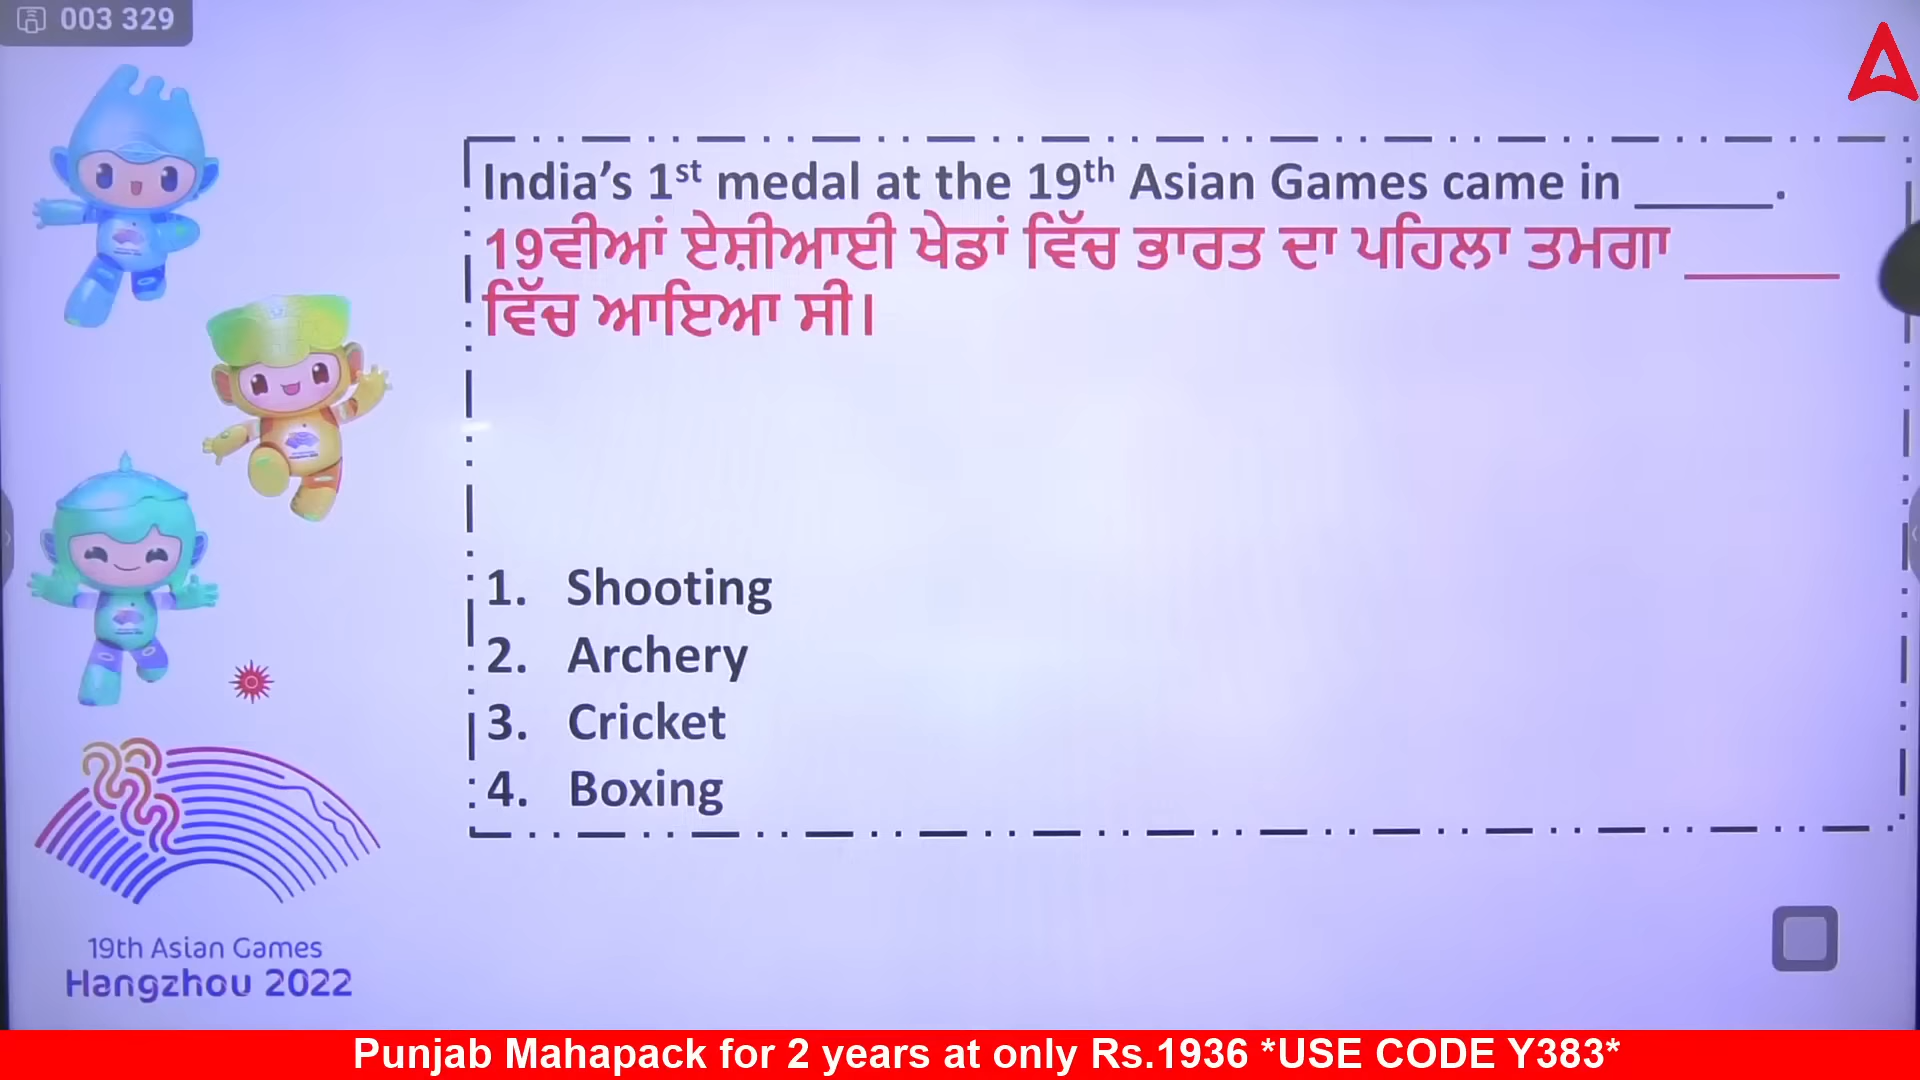 003 329
India’s 1st medal at the 19th Asian Games came in _____.
19ਵੀਆਂ ਏਸ਼ੀਆਈ ਖੇਡਾਂ ਵਿੱਚ ਭਾਰਤ ਦਾ ਪਹਿਲਾ ਤਮਗਾ ______
ਵਿੱਚ ਆਇਆ ਸੀ।
1. Shooting
2. Archery
3. Cricket
4. Boxing
19th Asian Games
Hangzhou 2022
Punjab Mahapack for 2 years at only Rs.1936 *USE CODE Y383*